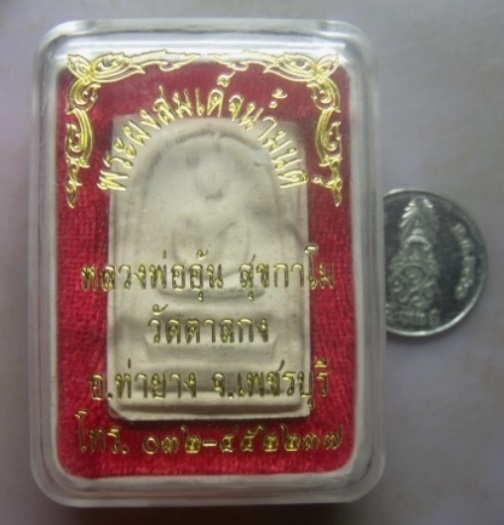 พระผงสมเด็จน้ำมนต์
หลวงพ่ออุ้น สุขกาโม
วัดตาลกง
อ.ท่ายาง จ.เพชรบุรี
โทร. ๐๓๒-๔๕๒๒๓๗